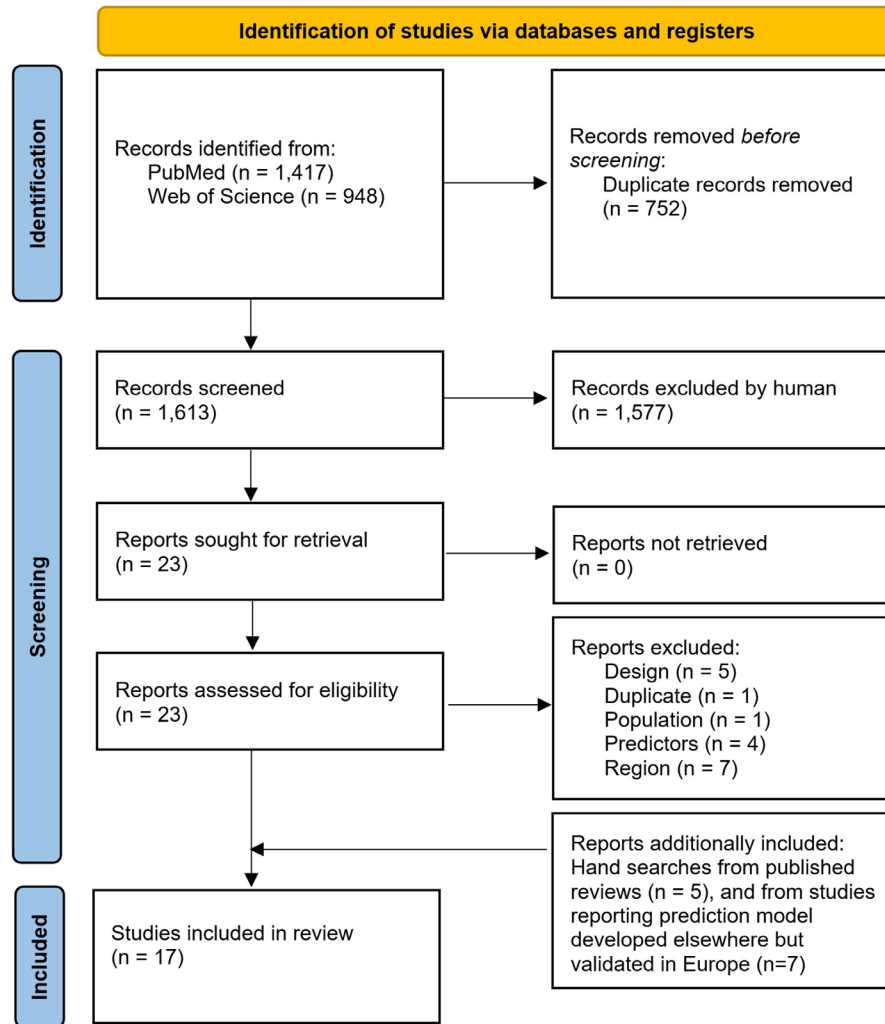 Identification of studies via databases and registers
Identification
Records identified from:
PubMed (n = 1,417)
Web of Science (n = 948)
Records removed before
screening:
Duplicate records removed
(n = 752)
Screening
Records screened
(n = 1,613)
Records excluded by human
(n = 1,577)
Reports sought for retrieval
(n = 23)
Reports not retrieved
(n = 0)
Reports assessed for eligibility
(n = 23)
Reports excluded:
Design (n = 5)
Duplicate (n = 1)
Population (n = 1)
Predictors (n = 4)
Region (n = 7)
Reports additionally included:
Hand searches from published
reviews (n = 5), and from studies
reporting prediction model
developed elsewhere but
validated in Europe (n=7)
Included
Studies included in review
(n = 17)